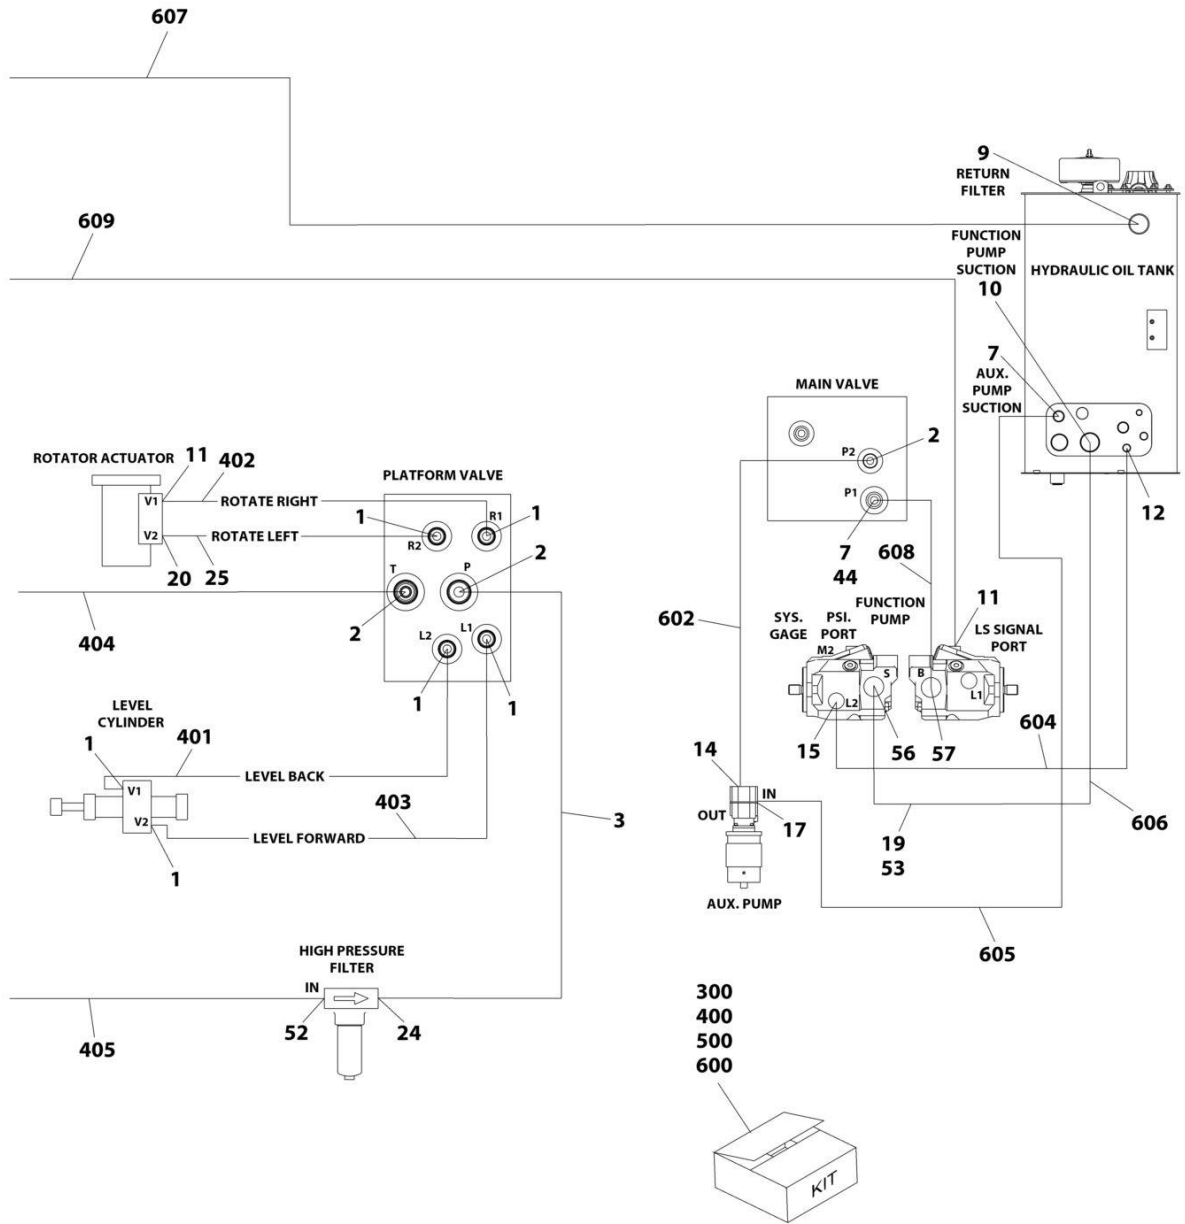 607
9
RETURN
FILTER
609
FUNCTION
PUMP
SUCTION
10
HYDRAULIC OIL TANK
7
AUX.
PUMP
SUCTION
12
MAIN VALVE
P2
2
P1
7
44
608
602
ROTATOR ACTUATOR
11
402
V1
ROTATE RIGHT
V2
ROTATE LEFT
20
25
PLATFORM VALVE
1
R2
R1
1
T
P
2
2
404
L2
L1
1
1
FUNCTION
PUMP
SYS.
GAGE
PSI.
PORT
M2
S
L2
15
56
11
LS SIGNAL
PORT
B
L1
57
604
LEVEL
CYLINDER
1
401
V1
LEVEL BACK
403
V2
LEVEL FORWARD
1
3
14
IN
OUT
17
19
53
606
AUX. PUMP
605
HIGH PRESSURE
FILTER
IN
405
52
24
300
400
500
600
KIT